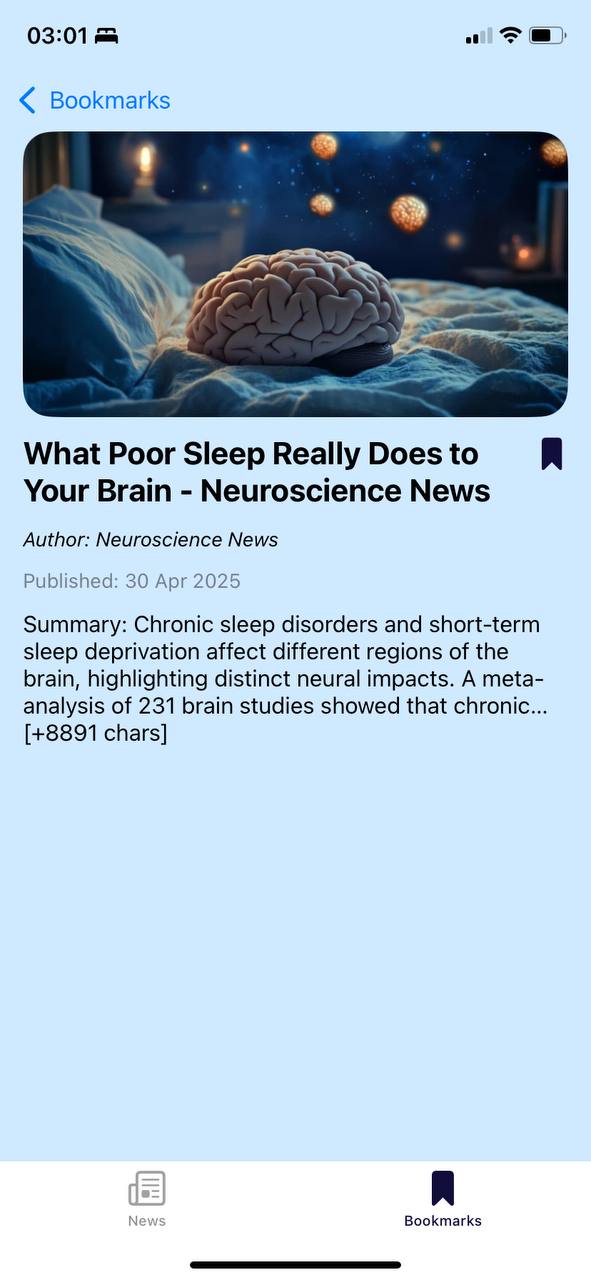 03:01
Bookmarks
What Poor Sleep Really Does to
Your Brain - Neuroscience News
Author: Neuroscience News
Published: 30 Apr 2025
Summary: Chronic sleep disorders and short-term
sleep deprivation affect different regions of the
brain, highlighting distinct neural impacts. A meta-
analysis of 231 brain studies showed that chronic…
[+8891 chars]
News
Bookmarks